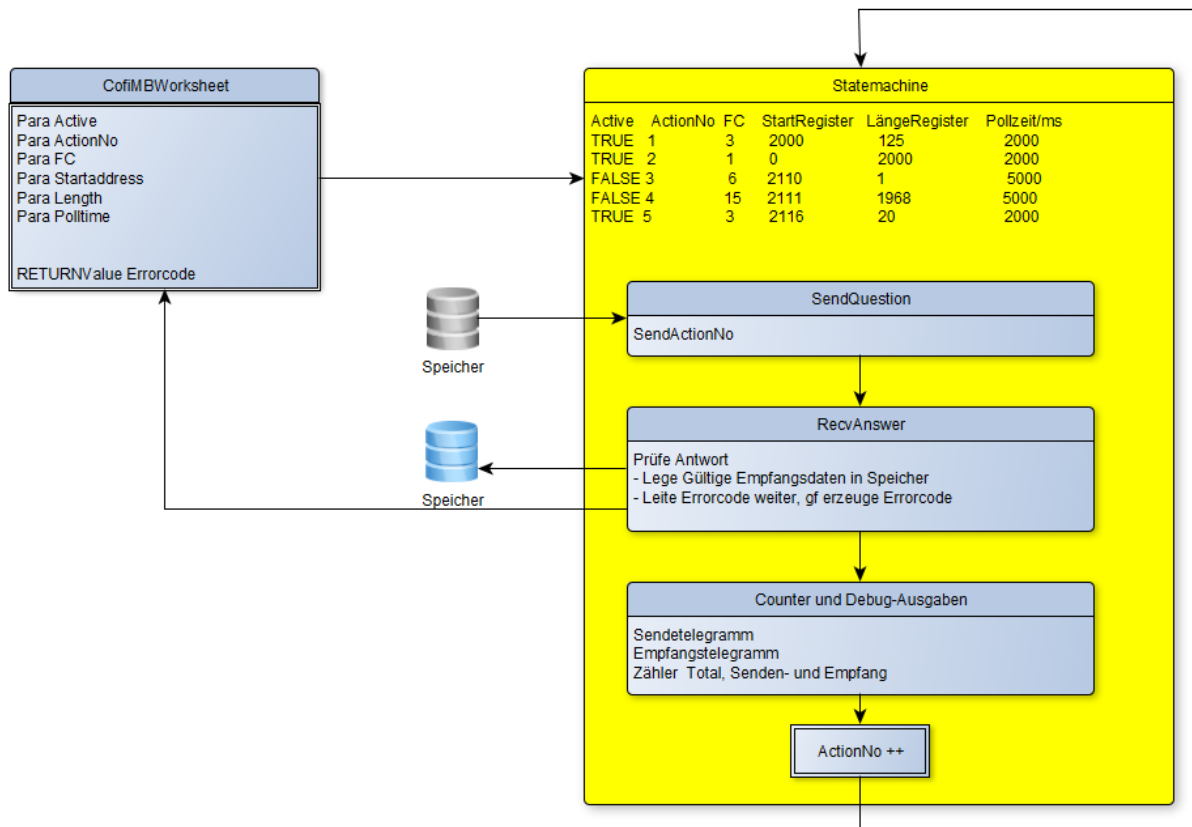 CofiMBWorksheet
Para Active
Para ActionNo
Para FC
Para Startaddress
Para Length
Para Polltime
RETURNValue Errorcode
Statemachine
Active ActionNo FC StartRegister LängeRegister Pollzeit/ms
TRUE 1 3 2000 125 2000
TRUE 2 1 0 2000 2000
FALSE 3 6 2110 1 5000
FALSE 4 15 2111 1968 5000
TRUE 5 3 2116 20 2000
SendQuestion
SendActionNo
Speicher
RecvAnswer
Prüfe Antwort
- Lege Gültige Empfangsdaten in Speicher
- Leite Errorcode weiter, gf erzeuge Errorcode
Speicher
Counter und Debug-Ausgaben
Sendetelegramm
Empfangstelegramm
Zähler Total, Senden- und Empfang
ActionNo ++